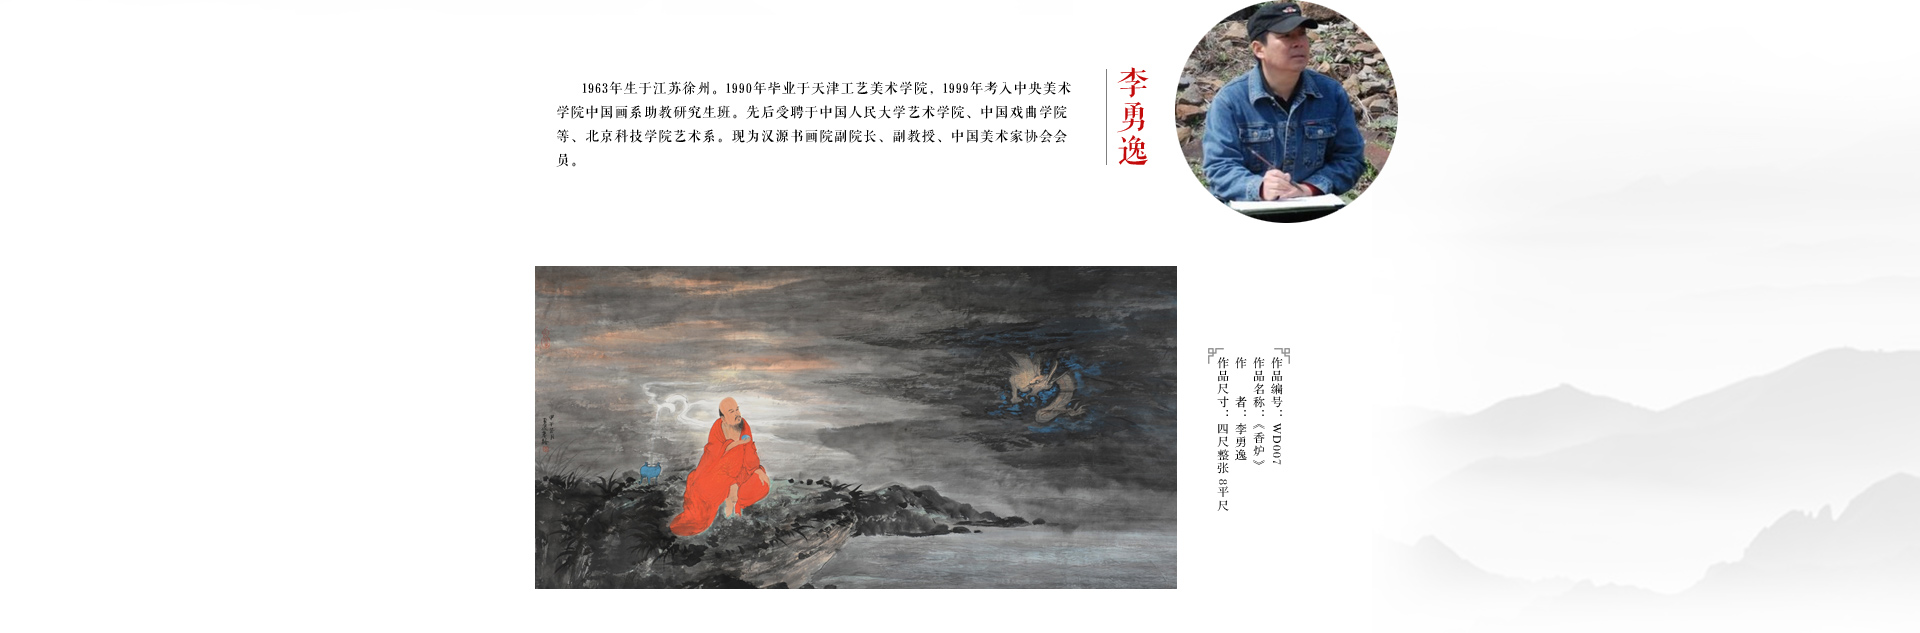 1963年生于江苏徐州。1990年毕业于天津工艺美术学院，1999年考入中央美术
学院中国画系助教研究生班。先后受聘于中国人民大学艺术学院、中国戏曲学院
等、北京科技学院艺术系。现为汉源书画院副院长、副教授、中国美术家协会会
员。
李勇逸
作品编号：WD007
作品名称：《香炉》
作 者：李勇逸
作品尺寸：四尺整张 8平尺